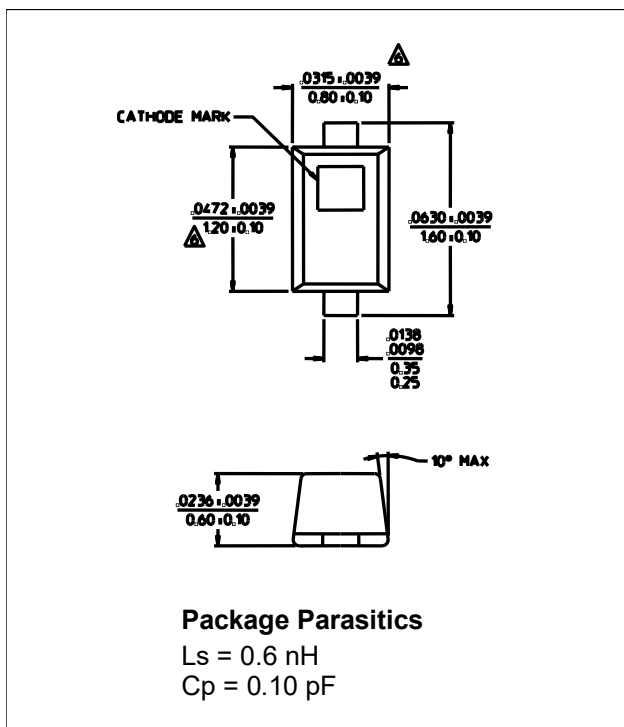 6
.0315±.0039
0.80±0.10
CATHODE MARK
.0472±.0039
1.20±0.10
6
.0630±.0039
1.60±0.10
.0138
.0098
0.35
0.25
10° MAX
.0236±.0039
0.60±0.10
Package Parasitics
Ls = 0.6 nH
Cp = 0.10 pF